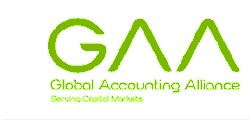 GAA
Global Accounting Alliance
Serving Capital Markets